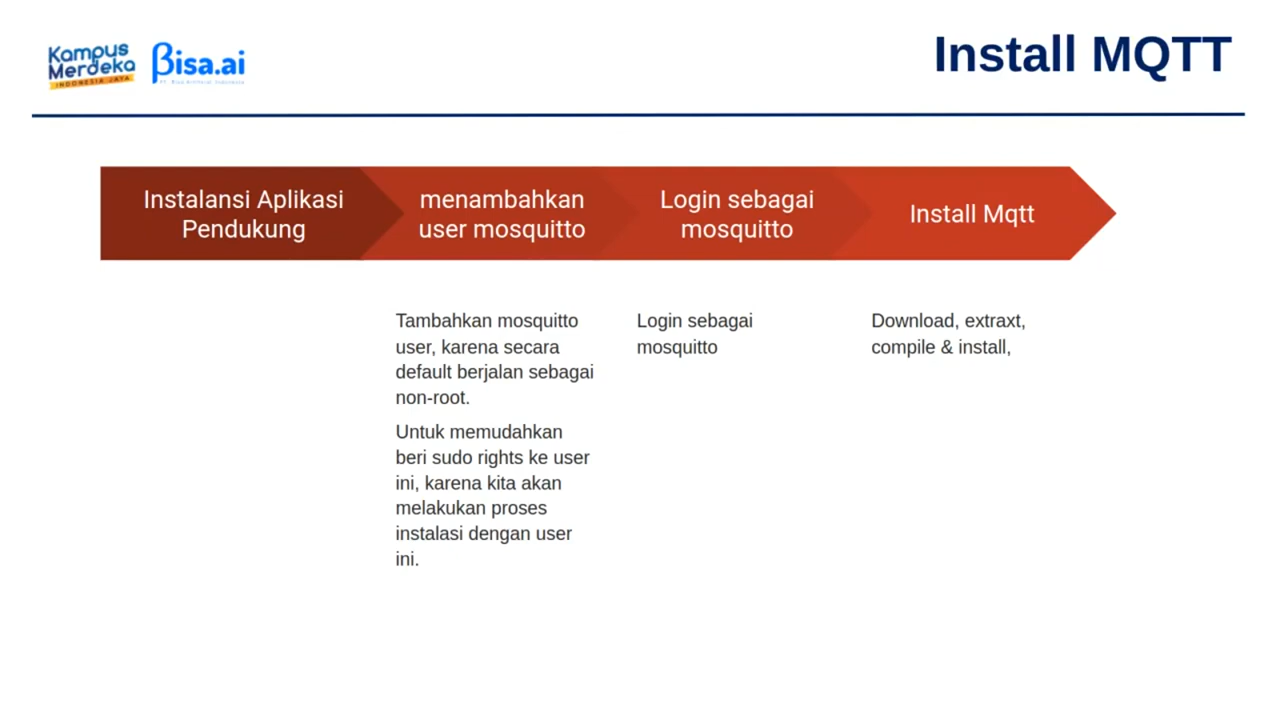 Kampus
Merdeka
INDONESIA JAYA
Bisa.ai
Install MQTT
Instalansi Aplikasi
Pendukung
menambahkan
user mosquitto
Login sebagai
mosquitto
Install Mqtt
Tambahkan mosquitto
user, karena secara
default berjalan sebagai
non-root.
Untuk memudahkan
beri sudo rights ke user
ini, karena kita akan
melakukan proses
instalasi dengan user
ini.
Login sebagai
mosquitto
Download, extraxt,
compile & install,